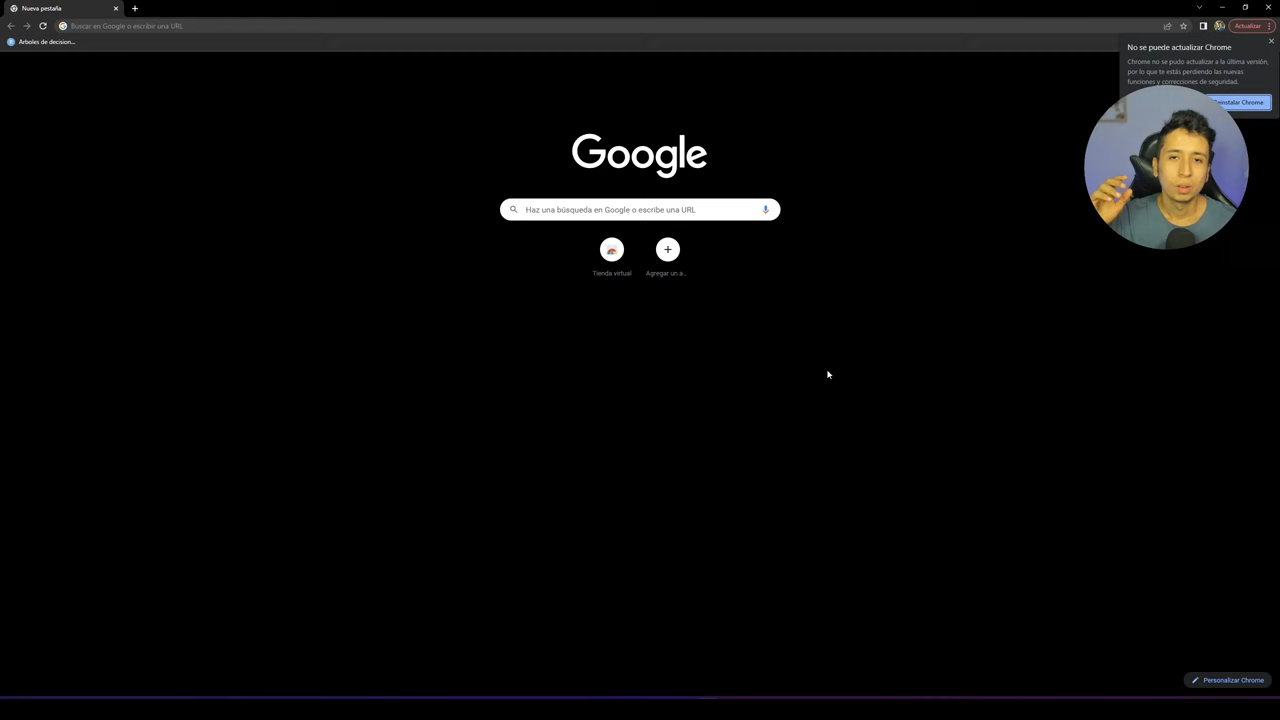 Nueva pestaña
Buscar en Google o escribir una URL
Actualizar
Arboles de decision...
No se puede actualizar Chrome
Chrome no se pudo actualizar a la última versión,
por lo que te estás perdiendo las nuevas
funciones y correcciones de seguridad.
Reinstalar Chrome
Google
Haz una búsqueda en Google o escribe una URL
Tienda virtual
Agregar un a...
Personalizar Chrome